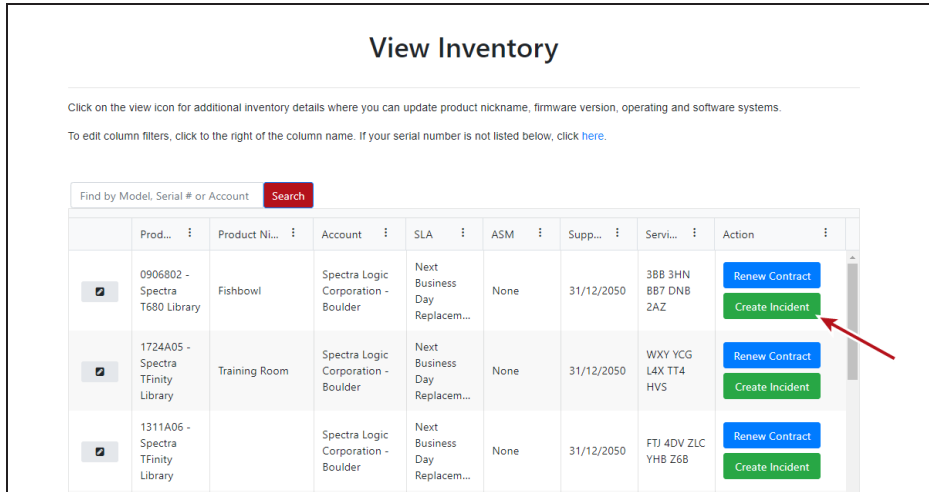 View Inventory
Click on the view icon for additional inventory details where you can update product nickname, firmware version, operating and software systems.
To edit column filters, click to the right of the column name. If your serial number is not listed below, click here.
Find by Model, Serial # or Account Search
Prod... Product Ni... Account SLA ASM Supp... Servi... Action
0906802 -
Spectra
T680 Library
Fishbowl
Spectra Logic
Corporation -
Boulder
Next
Business
Day
Replacem...
None
31/12/2050
3BB 3HN
BB7 DNB
2AZ
Renew Contract
Create Incident
1724A05 -
Spectra
TFinity
Library
Training Room
Spectra Logic
Corporation -
Boulder
Next
Business
Day
Replacem...
None
31/12/2050
WXY YCG
L4X TT4
HVS
Renew Contract
Create Incident
1311A06 -
Spectra
TFinity
Library
Spectra Logic
Corporation -
Boulder
Next
Business
Day
Replacem...
None
31/12/2050
FTJ 4DV ZLC
YHB Z6B
Renew Contract
Create Incident